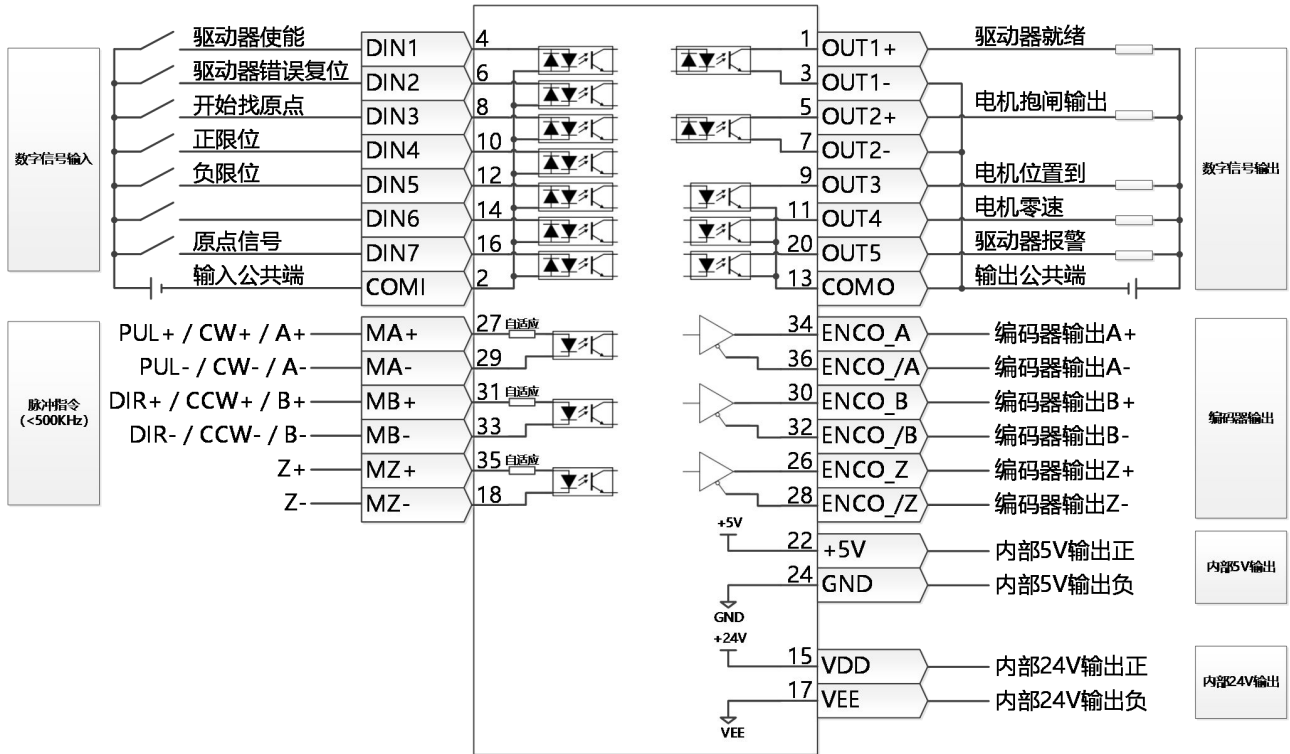 数字信号输入
驱动器使能 DIN1 4
驱动器错误复位 DIN2 6
开始找原点 DIN3 8
正限位 DIN4 10
负限位 DIN5 12
DIN6 14
原点信号 DIN7 16
输入公共端 COMI 2
脉冲指令
(<500KHz)
PUL+ / CW+ / A+ MA+ 27 自适应
PUL- / CW- / A- MA- 29
DIR+ / CCW+ / B+ MB+ 31 自适应
DIR- / CCW- / B- MB- 33
Z+ MZ+ 35 自适应
Z- MZ- 18
1 OUT1+ 驱动器就绪
3 OUT1-
5 OUT2+ 电机抱闸输出
7 OUT2-
9 OUT3 电机位置到
11 OUT4 电机零速
20 OUT5 驱动器报警
13 COMO 输出公共端
数字信号输出
34 ENCO_A 编码器输出A+
36 ENCO_/A 编码器输出A-
30 ENCO_B 编码器输出B+
32 ENCO_/B 编码器输出B-
26 ENCO_Z 编码器输出Z+
28 ENCO_/Z 编码器输出Z-
编码器输出
+5V
22 +5V 内部5V输出正
24 GND 内部5V输出负
GND
内部5V输出
+24V
15 VDD 内部24V输出正
17 VEE 内部24V输出负
VEE
内部24V输出